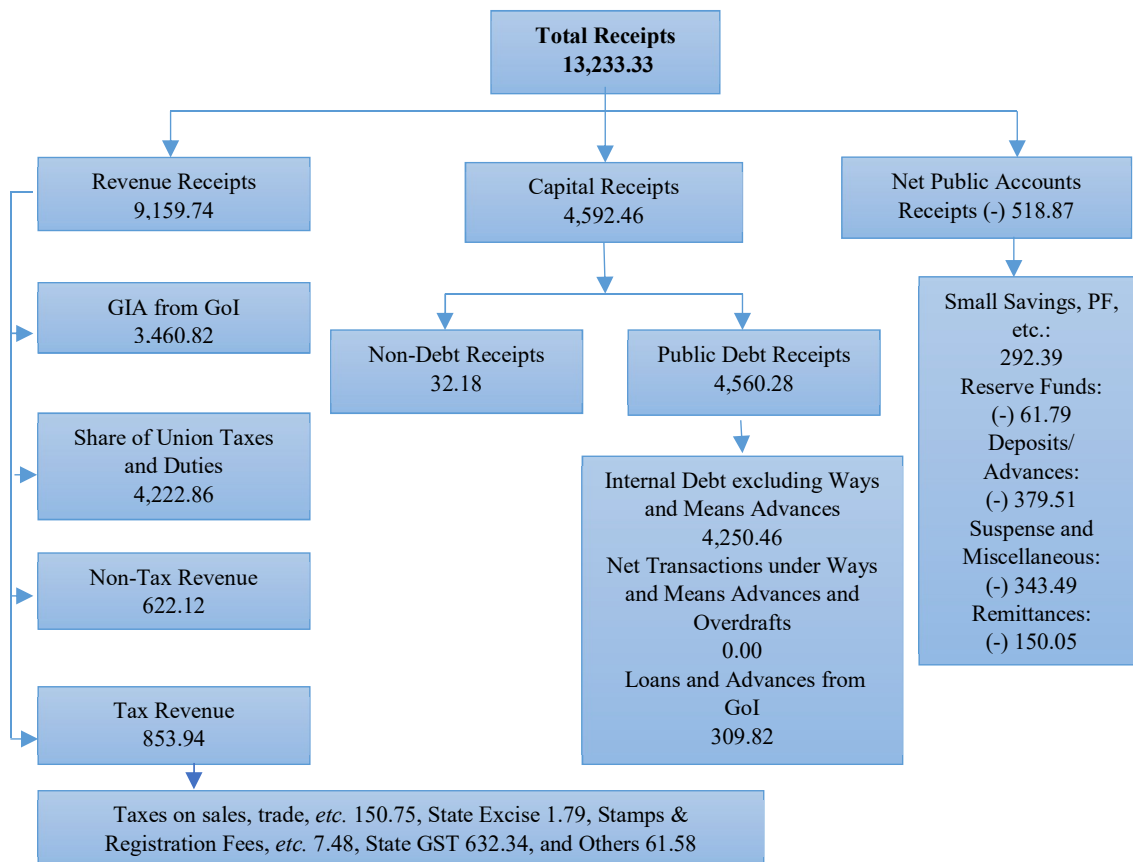 Total Receipts
13,233.33
Revenue Receipts
9,159.74
Capital Receipts
4,592.46
Net Public Accounts
Receipts (-) 518.87
GIA from GoI
3.460.82
Share of Union Taxes
and Duties
4,222.86
Non-Tax Revenue
622.12
Tax Revenue
853.94
Taxes on sales, trade, etc. 150.75, State Excise 1.79, Stamps &
Registration Fees, etc. 7.48, State GST 632.34, and Others 61.58
Non-Debt Receipts
32.18
Public Debt Receipts
4,560.28
Internal Debt excluding Ways
and Means Advances
4,250.46
Net Transactions under Ways
and Means Advances and
Overdrafts
0.00
Loans and Advances from
GoI
309.82
Small Savings, PF,
etc.:
292.39
Reserve Funds:
(-) 61.79
Deposits/
Advances:
(-) 379.51
Suspense and
Miscellaneous:
(-) 343.49
Remittances:
(-) 150.05